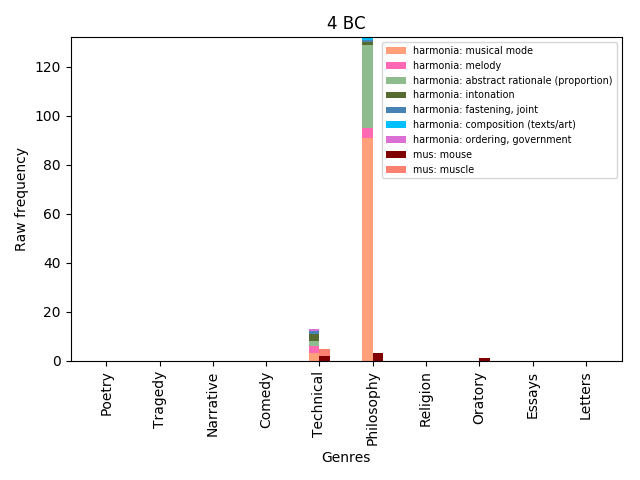 4 BC
harmonia: musical mode
harmonia: melody
harmonia: abstract rationale (proportion)
harmonia: intonation
harmonia: fastening, joint
harmonia: composition (texts/art)
harmonia: ordering, government
mus: mouse
mus: muscle
Raw frequency
120
100
80
60
40
20
0
Poetry
Tragedy
Narrative
Comedy
Technical
Philosophy
Religion
Oratory
Essays
Letters
Genres